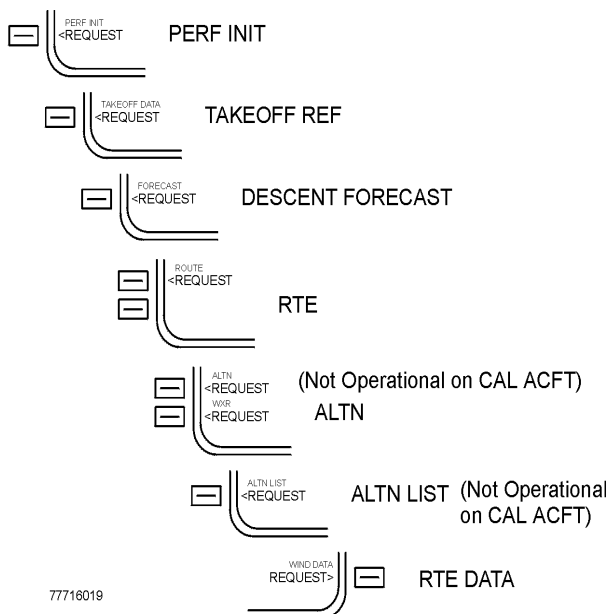 PERF INIT
<REQUEST
PERF INIT
TAKEOFF DATA
<REQUEST
TAKEOFF REF
FORECAST
<REQUEST
DESCENT FORECAST
ROUTE
<REQUEST
RTE
ALTN
<REQUEST
(Not Operational on CAL ACFT)
WXR
<REQUEST
ALTN
ALTN LIST
<REQUEST
ALTN LIST (Not Operational
on CAL ACFT)
WIND DATA
REQUEST>
RTE DATA
77716019